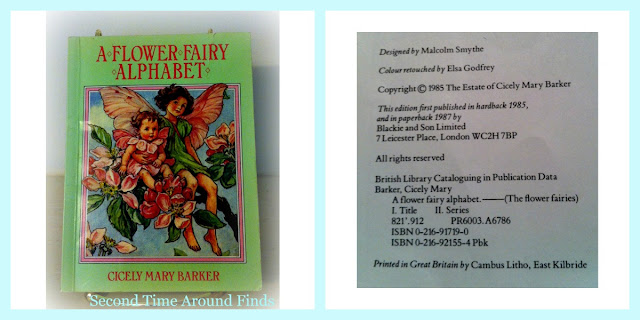 A·FLOWER·FAIRY
ALPHABET
CICELY MARY BARKER
Second Time Around Finds
Designed by Malcolm Smythe
Colour retouched by Elsa Godfrey
Copyright © 1985 The Estate of Cicely Mary Barker
This edition first published in hardback 1985,
and in paperback 1987 by
Blackie and Son Limited
7 Leicester Place, London WC2H 7BP
All rights reserved
British Library Cataloguing in Publication Data
Barker, Cicely Mary
A flower fairy alphabet.——(The flower fairies)
I. Title II. Series
821'.912 PR6003.A6786
ISBN 0-216-91719-0
ISBN 0-216-92155-4 Pbk
Printed in Great Britain by Cambus Litho, East Kilbride